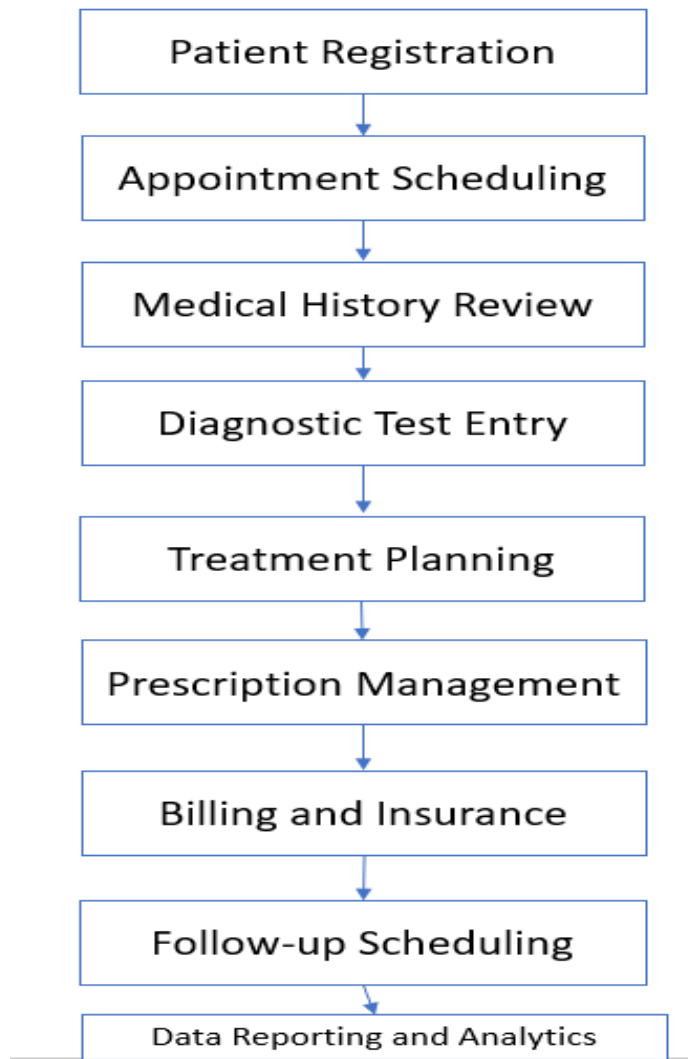 Patient Registration
Appointment Scheduling
Medical History Review
Diagnostic Test Entry
Treatment Planning
Prescription Management
Billing and Insurance
Follow-up Scheduling
Data Reporting and Analytics